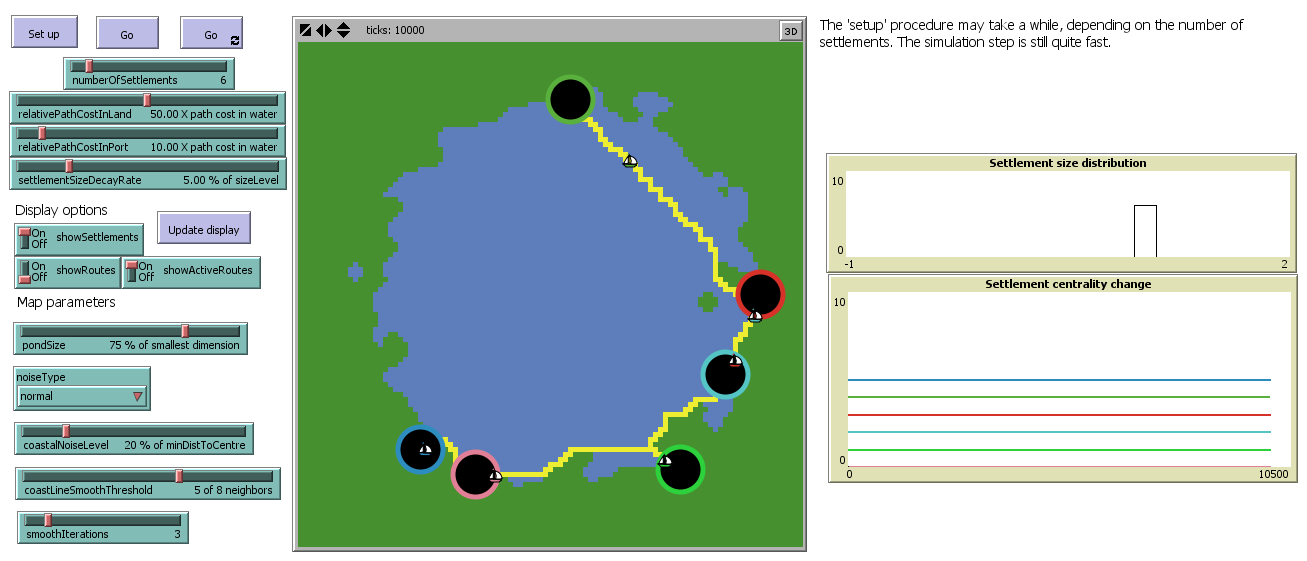 Set up
Go
Go
numberOfSettlements 6
relativePathCostInLand 50.00 X path cost in water
relativePathCostInPort 10.00 X path cost in water
settlementSizeDecayRate 5.00 % of sizeLevel
Display options
On
Off
showSettlements
Update display
On
Off
showRoutes
On
Off
showActiveRoutes
Map parameters
pondSize 75 % of smallest dimension
noiseType
normal
coastalNoiseLevel 20 % of minDistToCentre
coastLineSmoothThreshold 5 of 8 neighbors
smoothIterations 3
ticks: 10000
3D
The 'setup' procedure may take a while, depending on the number of
settlements. The simulation step is still quite fast.
Settlement size distribution
10
0
-1 2
Settlement centrality change
10
0
0 10500